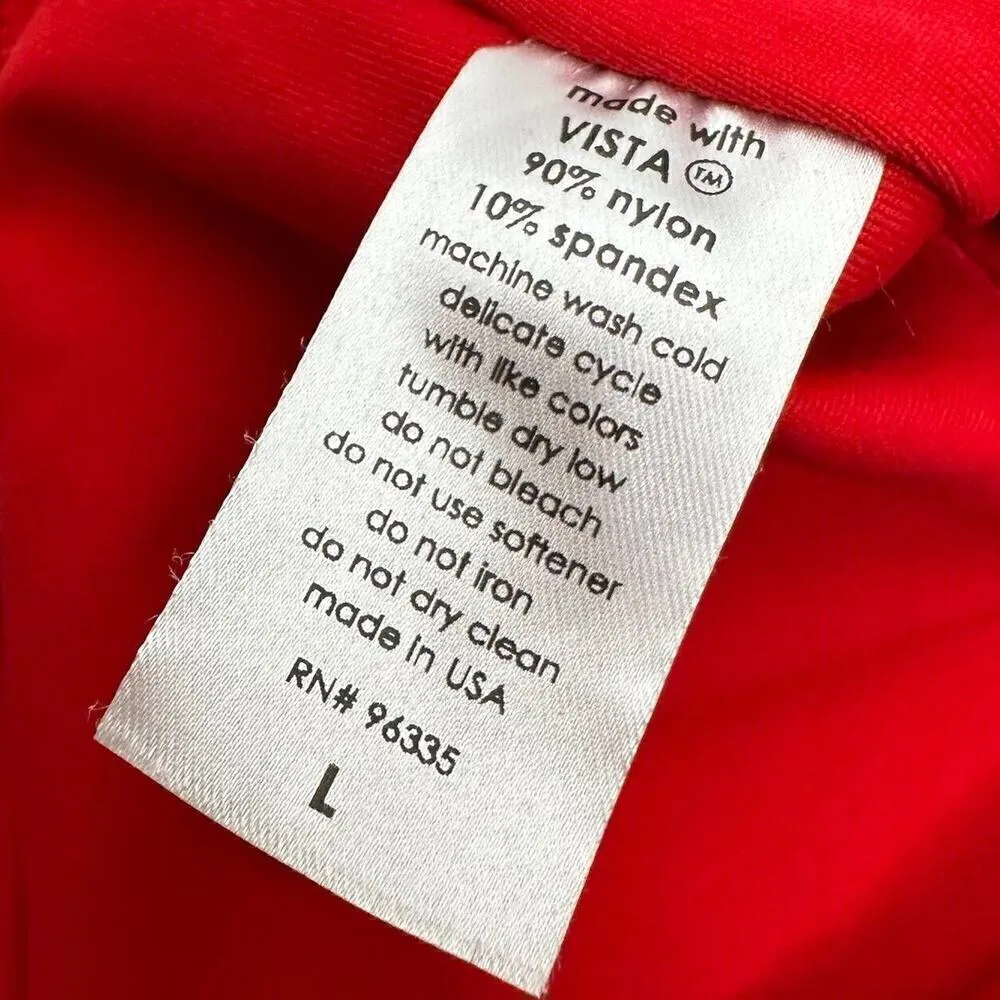 made with
VISTA ™
90% nylon
10% spandex
machine wash cold
delicate cycle
with like colors
tumble dry low
do not bleach
do not use softener
do not iron
do not dry clean
made in USA
RN# 96335
L